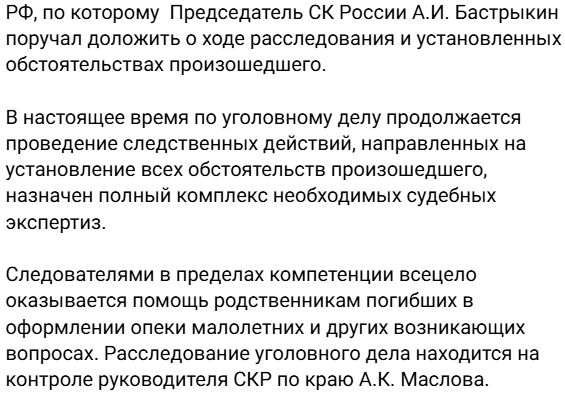 РФ, по которому  Председатель СК России А.И. Бастрыкин
поручал доложить о ходе расследования и установленных
обстоятельствах произошедшего.
В настоящее время по уголовному делу продолжается
проведение следственных действий, направленных на
установление всех обстоятельств произошедшего,
назначен полный комплекс необходимых судебных
экспертиз.
Следователями в пределах компетенции всецело
оказывается помощь родственникам погибших в
оформлении опеки малолетних и других возникающих
вопросах. Расследование уголовного дела находится на
контроле руководителя СКР по краю А.К. Маслова.